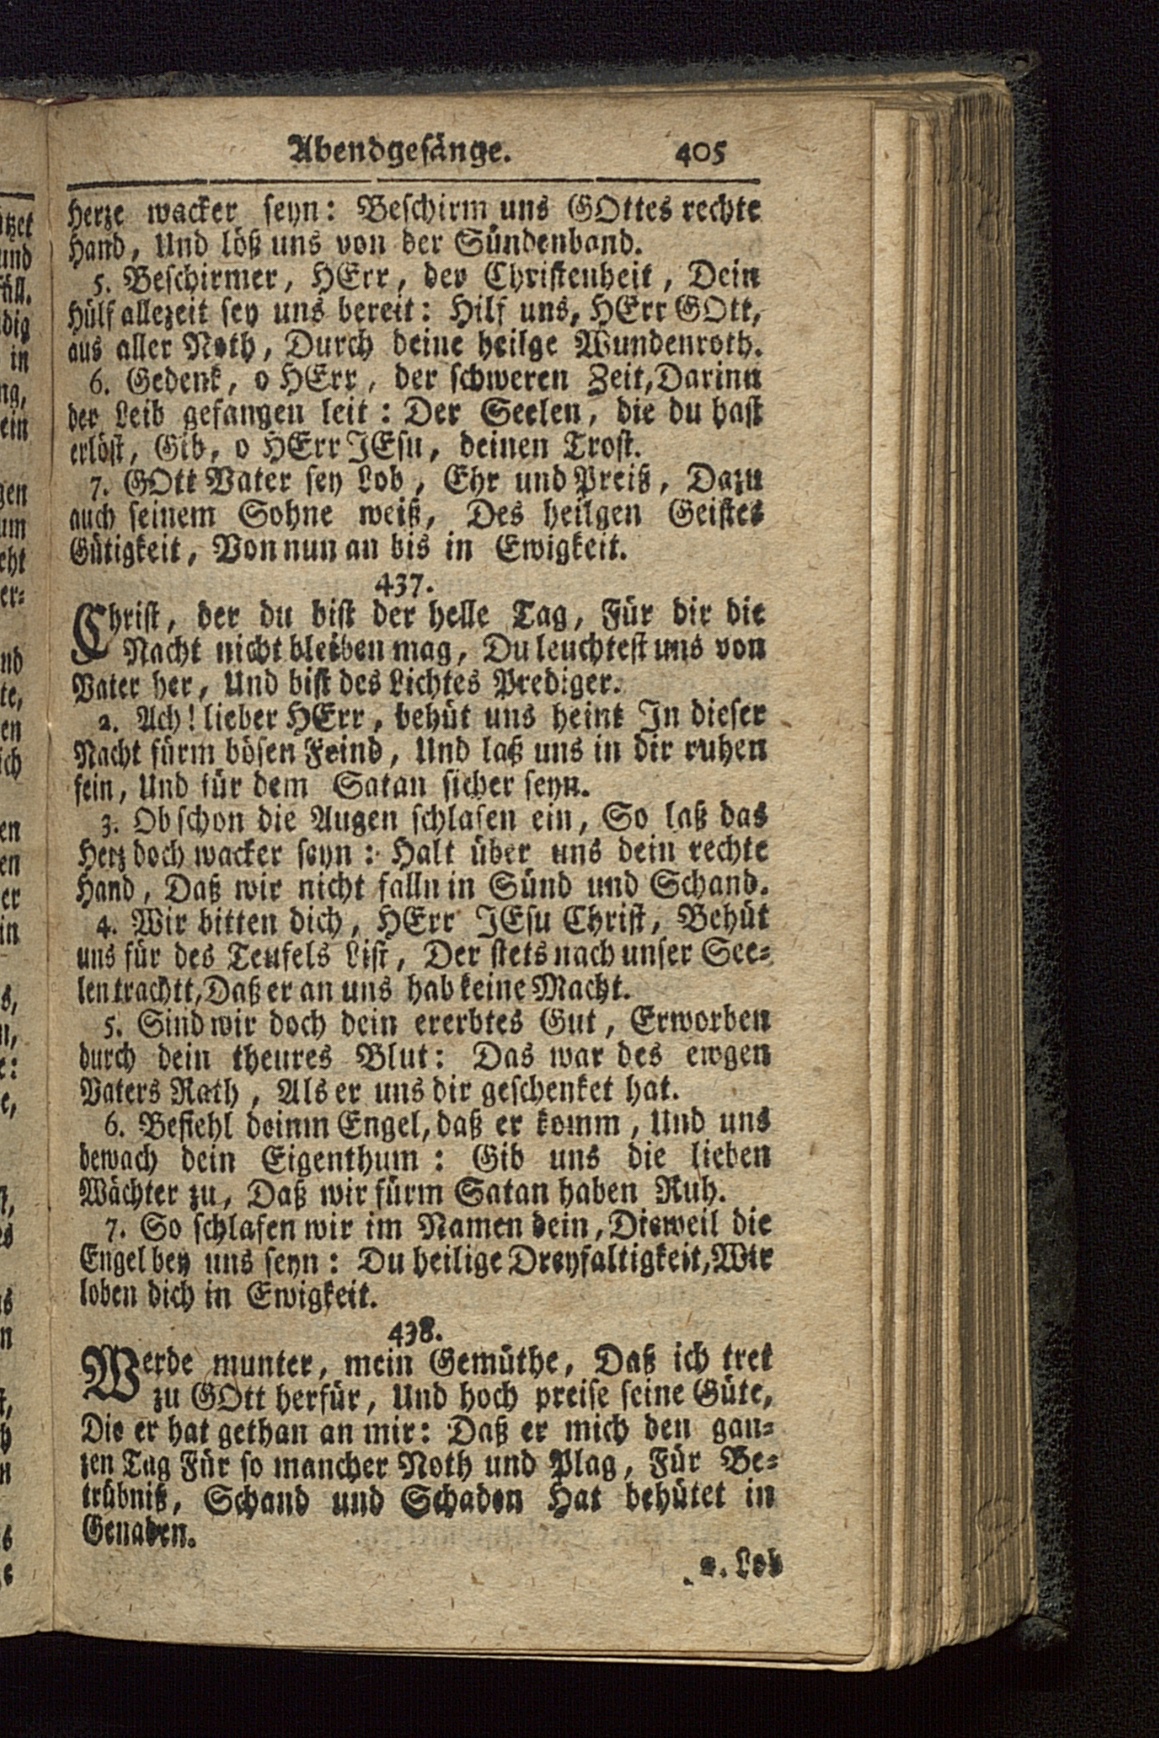 Abendgesänge. 405
Herze wacker seyn: Beschirm uns GOttes rechte
Hand, Und löß uns von der Sündenband.
5. Beschirmer, HErr, der Christenheit, Dein
Hülf allezeit sey uns bereit: Hilf uns, HErr GOtt,
aus aller Noth, Durch deine heilge Wundenroth.
6. Gedenk, o HErr, der schweren Zeit, Darinn
der Leib gefangen leit: Der Seelen, die du hast
erlöst, Gib, o HErr JEsu, deinen Trost.
7. GOtt Vater sey Lob, Ehr und Preiß, Dazu
auch seinem Sohne weiß, Des heilgen Geistes
Gütigkeit, Von nun an bis in Ewigkeit.
437.
Christ, der du bist der helle Tag, Für dir die
Nacht nicht bleiben mag, Du leuchtest uns von
Vater her, Und bist des Lichtes Prediger.
2. Ach! lieber HErr, behüt uns heint In dieser
Nacht fürm bösen Feind, Und laß uns in dir ruhen
fein, Und für dem Satan sicher seyn.
3. Ob schon die Augen schlafen ein, So laß das
Herz doch wacker seyn: Halt über uns dein rechte
Hand, Daß wir nicht falln in Sünd und Schand.
4. Wir bitten dich, HErr JEsu Christ, Behüt
uns für des Teufels List, Der stets nach unser See-
len trachtt, Daß er an uns hab keine Macht.
5. Sind wir doch dein ererbtes Gut, Erworben
durch dein theures Blut: Das war des ewgen
Vaters Rath, Als er uns dir geschenket hat.
6. Befiehl deinm Engel, daß er komm, Und uns
bewach dein Eigenthum: Gib uns die lieben
Wächter zu, Daß wir fürm Satan haben Ruh.
7. So schlafen wir im Namen dein, Dieweil die
Engel bey uns seyn: Du heilige Dreyfaltigkeit, Wir
loben dich in Ewigkeit.
438.
Werde munter, mein Gemüthe, Daß ich tret
zu GOtt herfür, Und hoch preise seine Güte,
Die er hat gethan an mir: Daß er mich den gan-
zen Tag Für so mancher Noth und Plag, Für Be-
trübniß, Schand und Schaden Hat behütet in
Genaden.
2. Lob